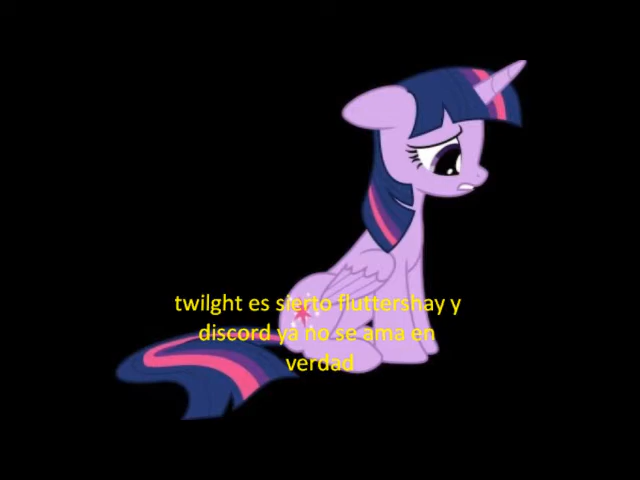 twilght es sierto fluttershay y
discord ya no se ama en
verdad